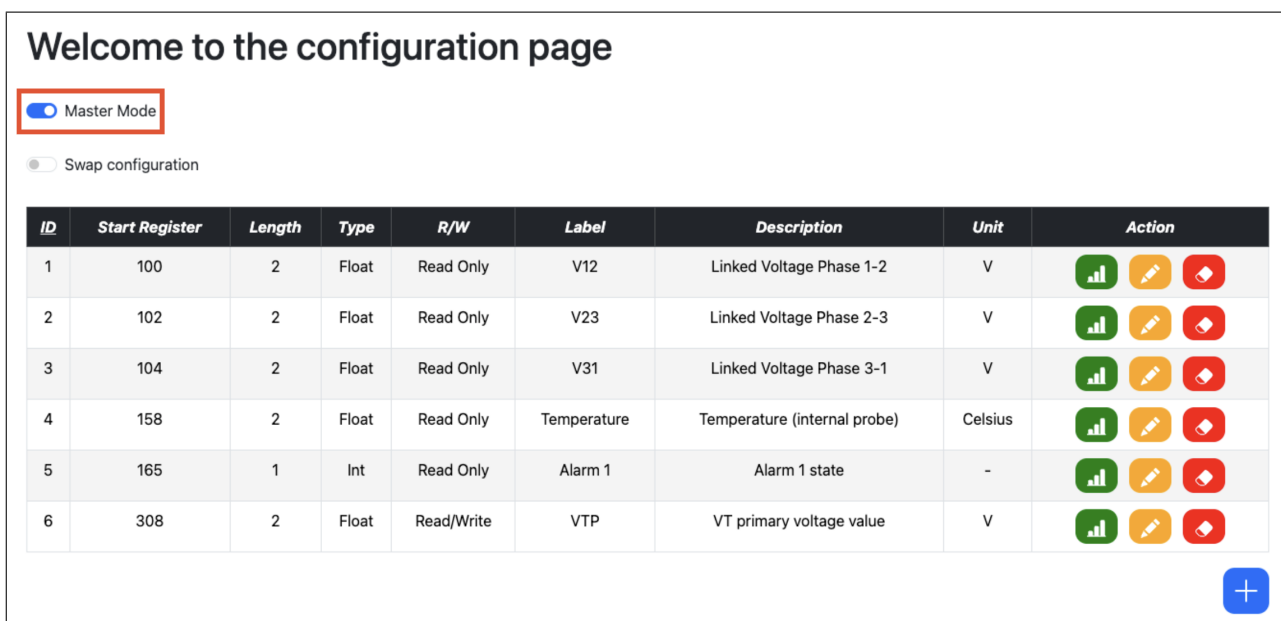 Welcome to the configuration page
Master Mode
Swap configuration
ID Start Register Length Type R/W Label Description Unit Action
1 100 2 Float Read Only V12 Linked Voltage Phase 1-2 V
2 102 2 Float Read Only V23 Linked Voltage Phase 2-3 V
3 104 2 Float Read Only V31 Linked Voltage Phase 3-1 V
4 158 2 Float Read Only Temperature Temperature (internal probe) Celsius
5 165 1 Int Read Only Alarm 1 Alarm 1 state -
6 308 2 Float Read/Write VTP VT primary voltage value V
+